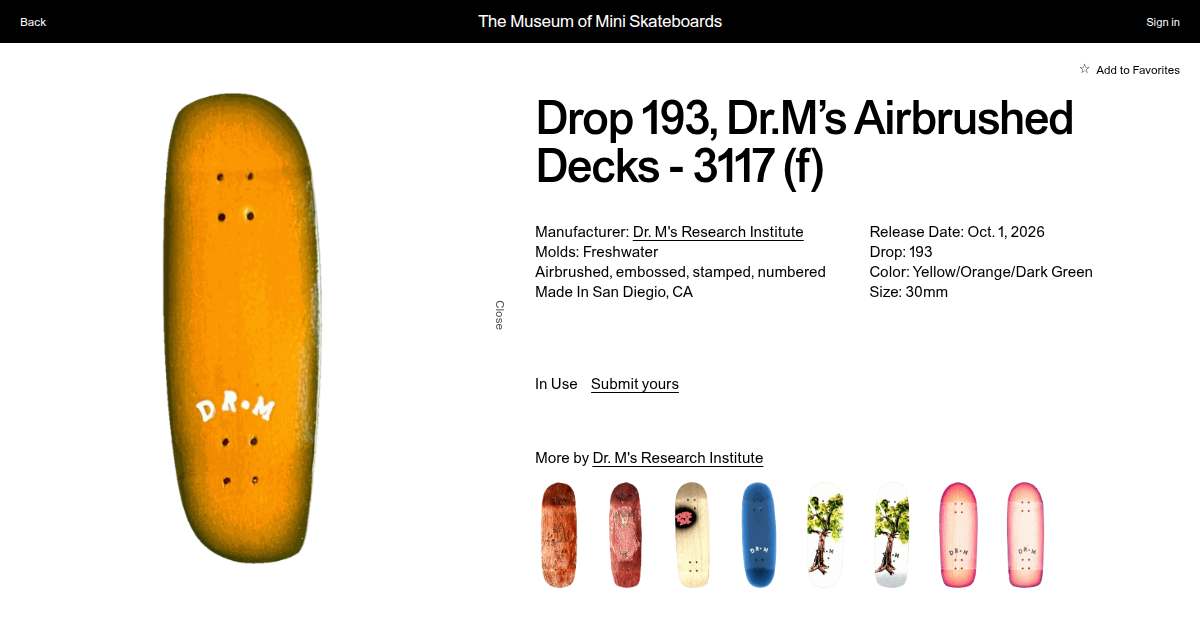 Back
The Museum of Mini Skateboards
Sign in
☆ Add to Favorites
Drop 193, Dr.M’s Airbrushed
Decks - 3117 (f)
Manufacturer: Dr. M's Research Institute
Molds: Freshwater
Airbrushed, embossed, stamped, numbered
Made In San Diegio, CA
Release Date: Oct. 1, 2026
Drop: 193
Color: Yellow/Orange/Dark Green
Size: 30mm
Close
DR•M
In Use Submit yours
More by Dr. M's Research Institute
DR•M
DR•M
DR•M
DR•M